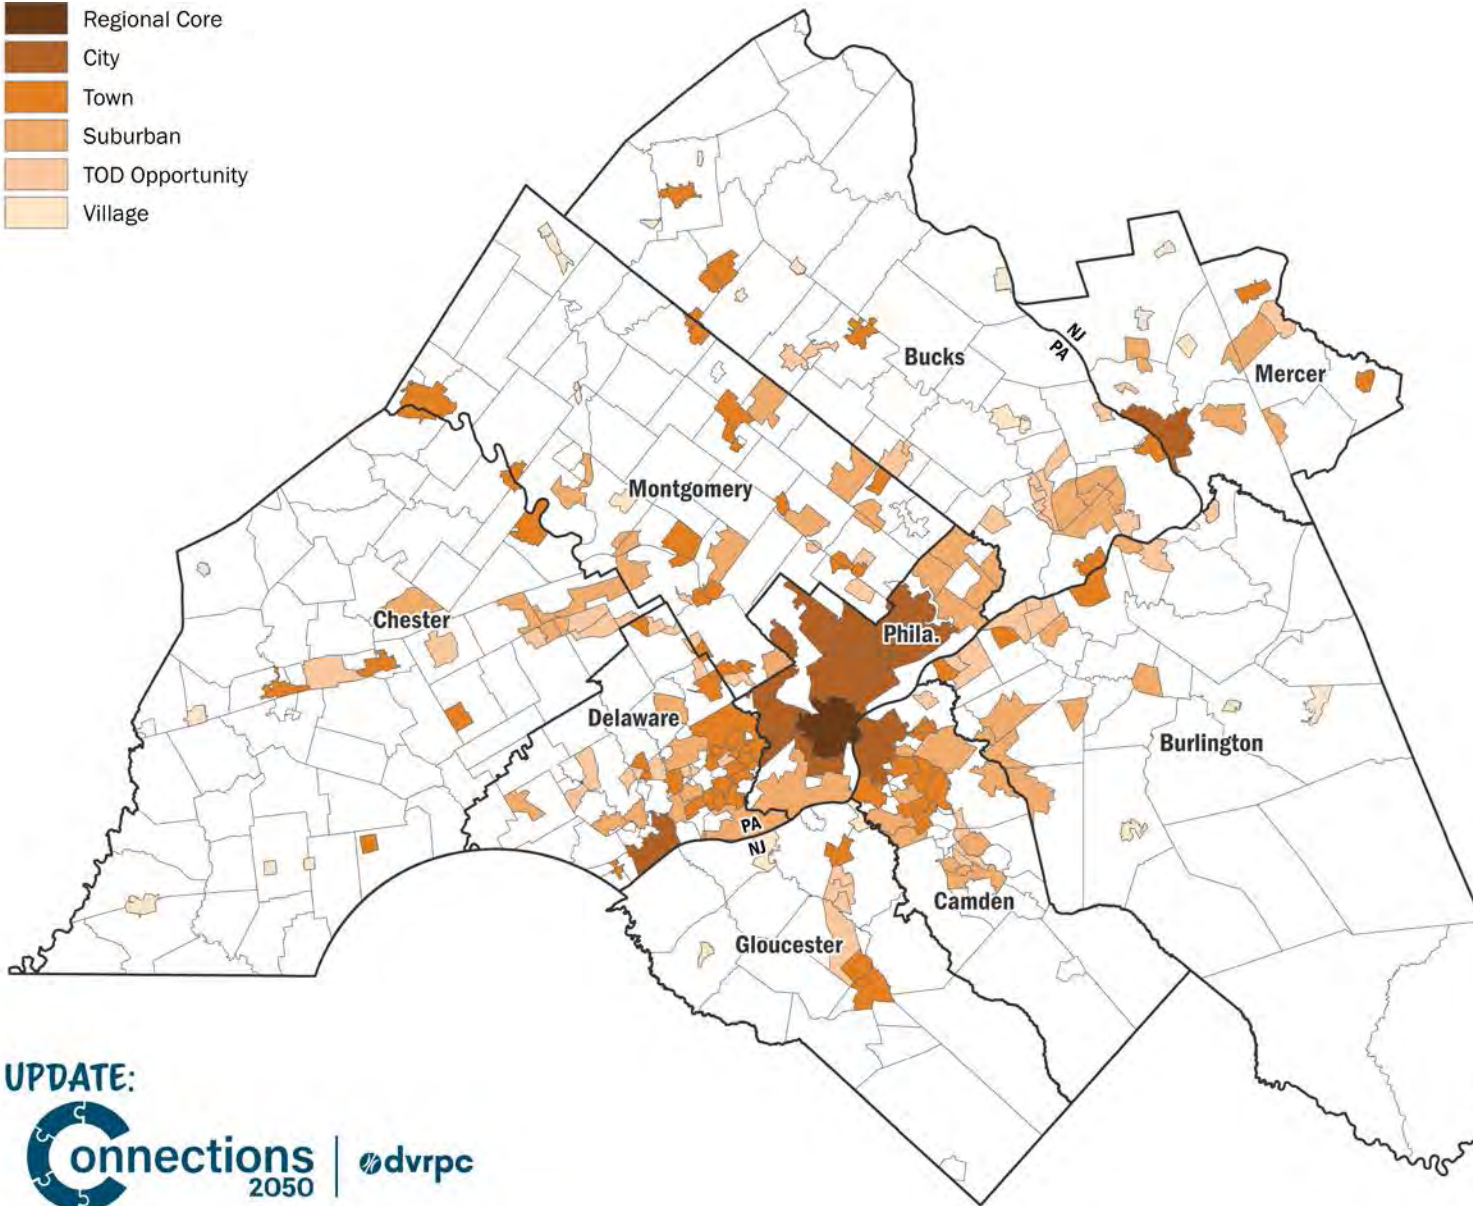 Regional Core
City
Town
Suburban
TOD Opportunity
Village
NJ
PA
Bucks
Mercer
Montgomery
Chester
Phila.
Delaware
Burlington
PA
NJ
Camden
Gloucester
UPDATE:
Connections
2050
dvrpc